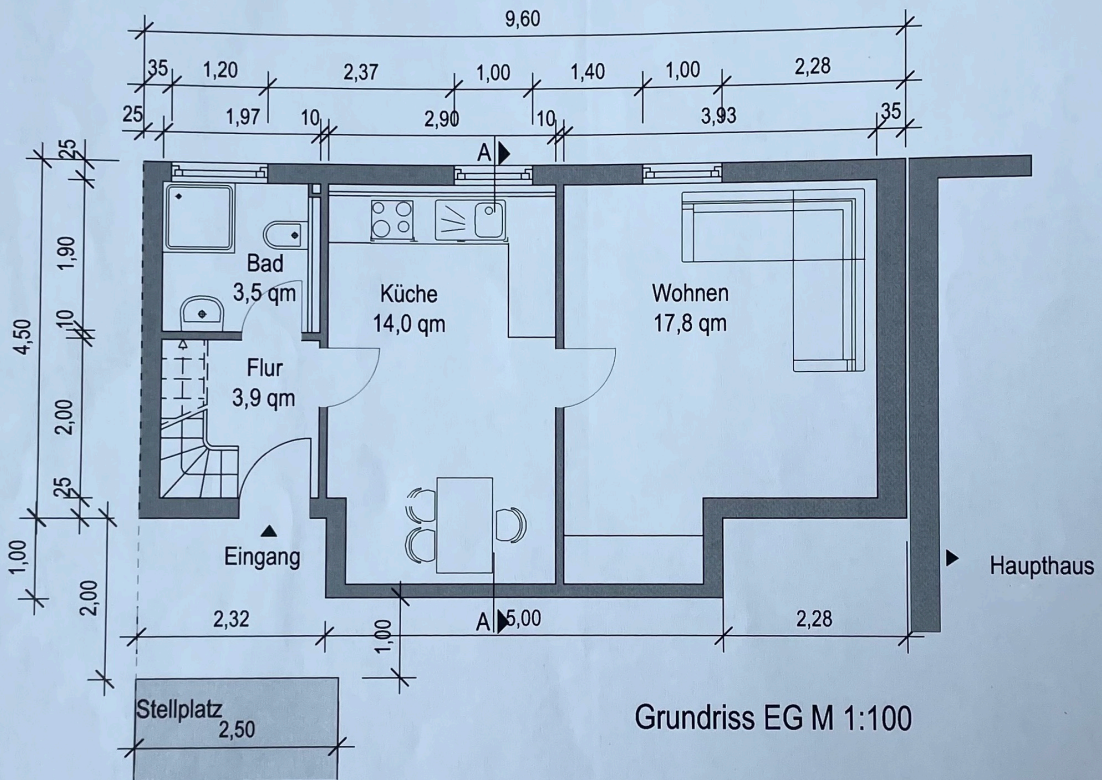 9,60
35 1,20 2,37 1,00 1,40 1,00 2,28
25 1,97 10 2,90 10 3,93 35
A
25
1,90
10
2,00
25
4,50
1,00
2,00
Bad
3,5 qm
Küche
14,0 qm
Wohnen
17,8 qm
Flur
3,9 qm
Eingang
Haupthaus
2,32 A 5,00 2,28
1,00
Stellplatz
2,50
Grundriss EG M 1:100